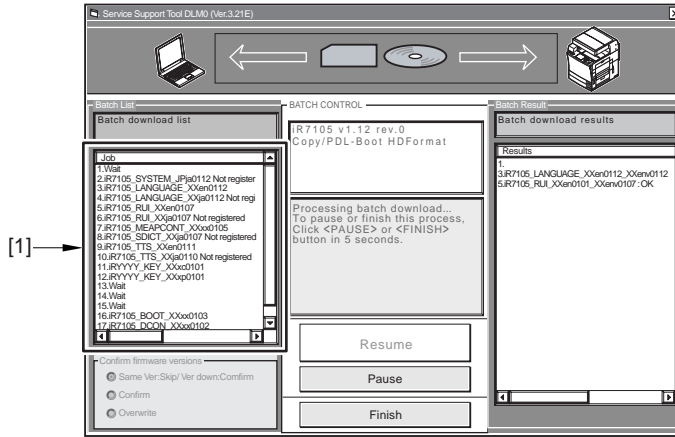 Service Support Tool DLM0 (Ver.3.21E)
Batch List
Batch download list
Job
1.Wait
2.iR7105_SYSTEM_JPja0112 Not register
3.iR7105_LANGUAGE_XXen0112
4.iR7105_LANGUAGE_XXja0112 Not regi
5.iR7105_RUI_XXen0107
6.iR7105_RUI_XXja0107 Not registered
7.iR7105_MEAPCONT_XXxx0105
8.iR7105_SDICT_XXja0107 Not registered
9.iR7105_TTS_XXen0111
10.iR7105_TTS_XXja0110 Not registered
11.iRYYYY_KEY_XXxc0101
12.iRYYYY_KEY_XXxp0101
13.Wait
14.Wait
15.Wait
16.iR7105_BOOT_XXxx0103
17.iR7105_DCON_XXxx0102
[1]
Confirm firmware versions
Same Ver:Skip/ Ver down:Comfirm
Confirm
Overwrite
BATCH CONTROL
iR7105 v1.12 rev.0
Copy/PDL-Boot HDFormat
Processing batch download...
To pause or finish this process,
Click <PAUSE> or <FINISH>
button in 5 seconds.
Resume
Pause
Finish
Batch Result
Batch download results
Results
1.
3.iR7105_LANGUAGE_XXen0112_XXenv0112
5.iR7105_RUI_XXen0101_XXenv0107 : OK